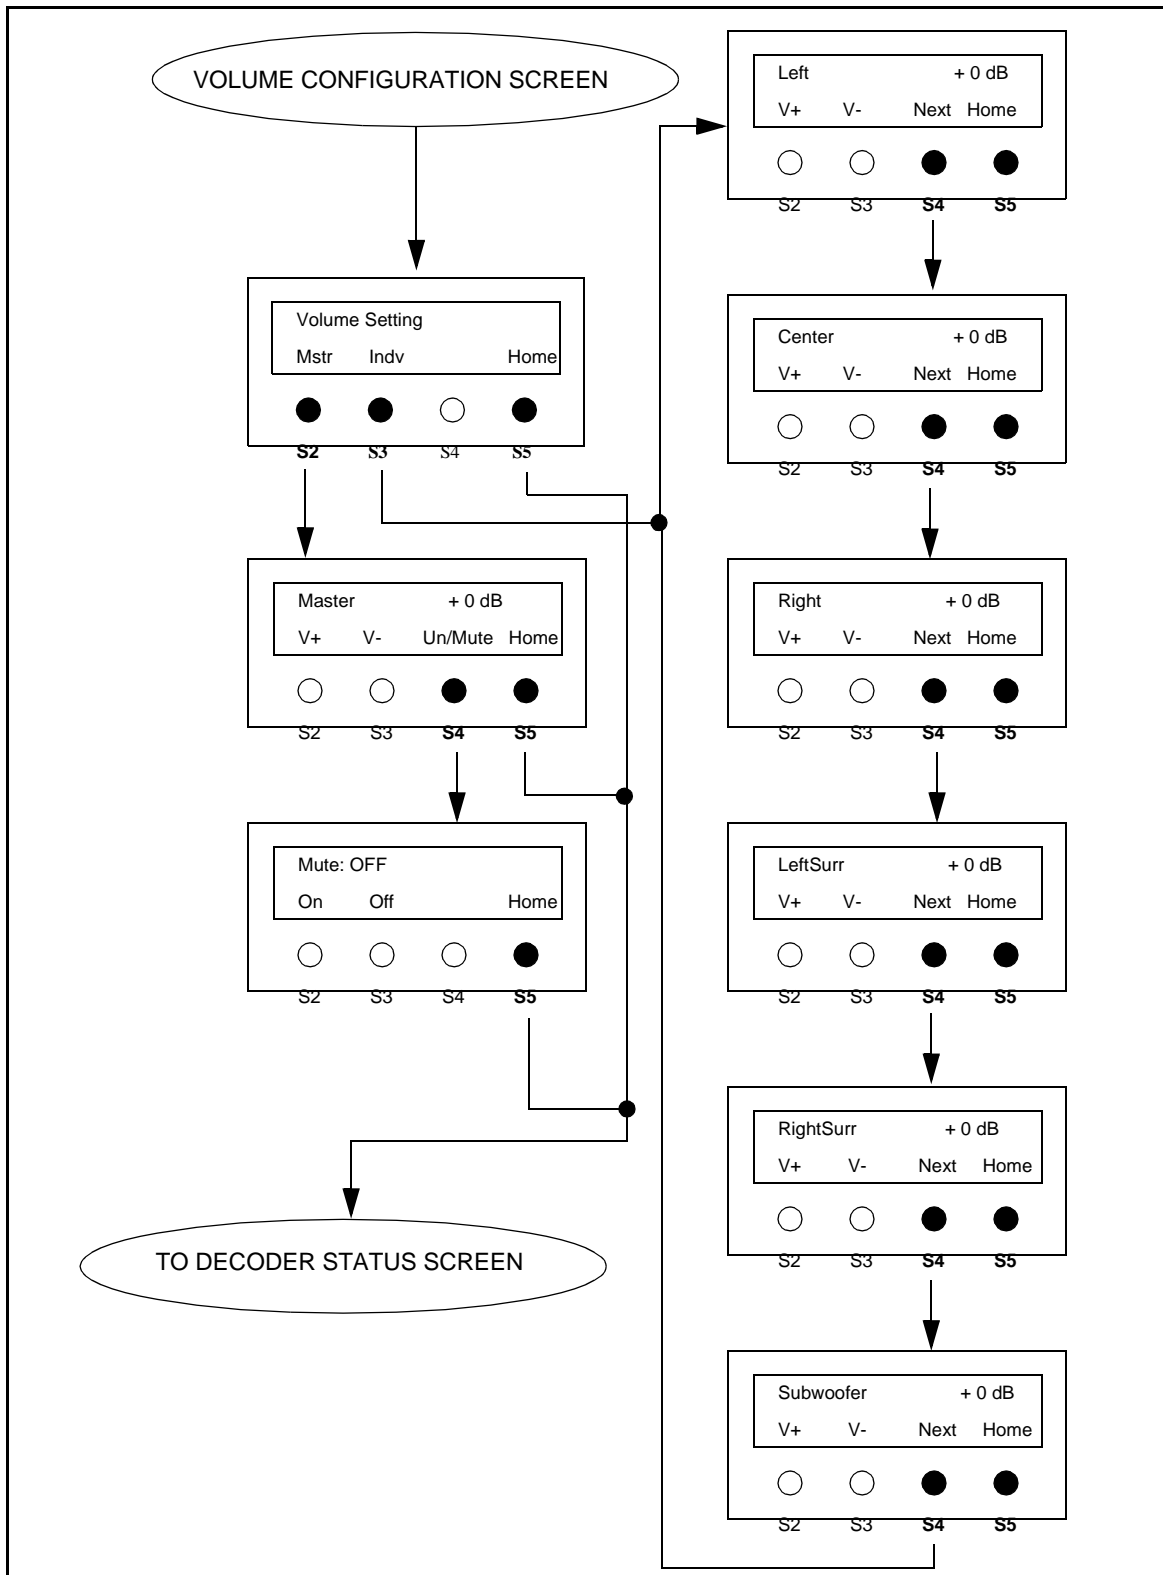 VOLUME CONFIGURATION SCREEN
Volume Setting
Mstr Indv Home
S2 S3 S4 S5
Master + 0 dB
V+ V- Un/Mute Home
S2 S3 S4 S5
Mute: OFF
On Off Home
S2 S3 S4 S5
TO DECODER STATUS SCREEN
Left + 0 dB
V+ V- Next Home
S2 S3 S4 S5
Center + 0 dB
V+ V- Next Home
S2 S3 S4 S5
Right + 0 dB
V+ V- Next Home
S2 S3 S4 S5
LeftSurr + 0 dB
V+ V- Next Home
S2 S3 S4 S5
RightSurr + 0 dB
V+ V- Next Home
S2 S3 S4 S5
Subwoofer + 0 dB
V+ V- Next Home
S2 S3 S4 S5